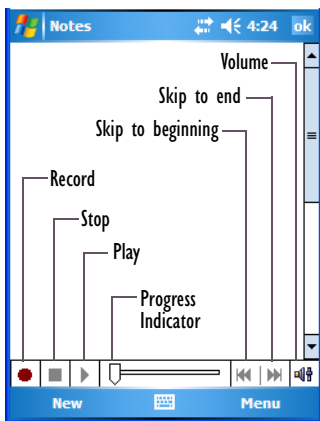 Notes 4:24 ok
Volume
Skip to end
Skip to beginning
Record
Stop
Play
Progress
Indicator
New Menu